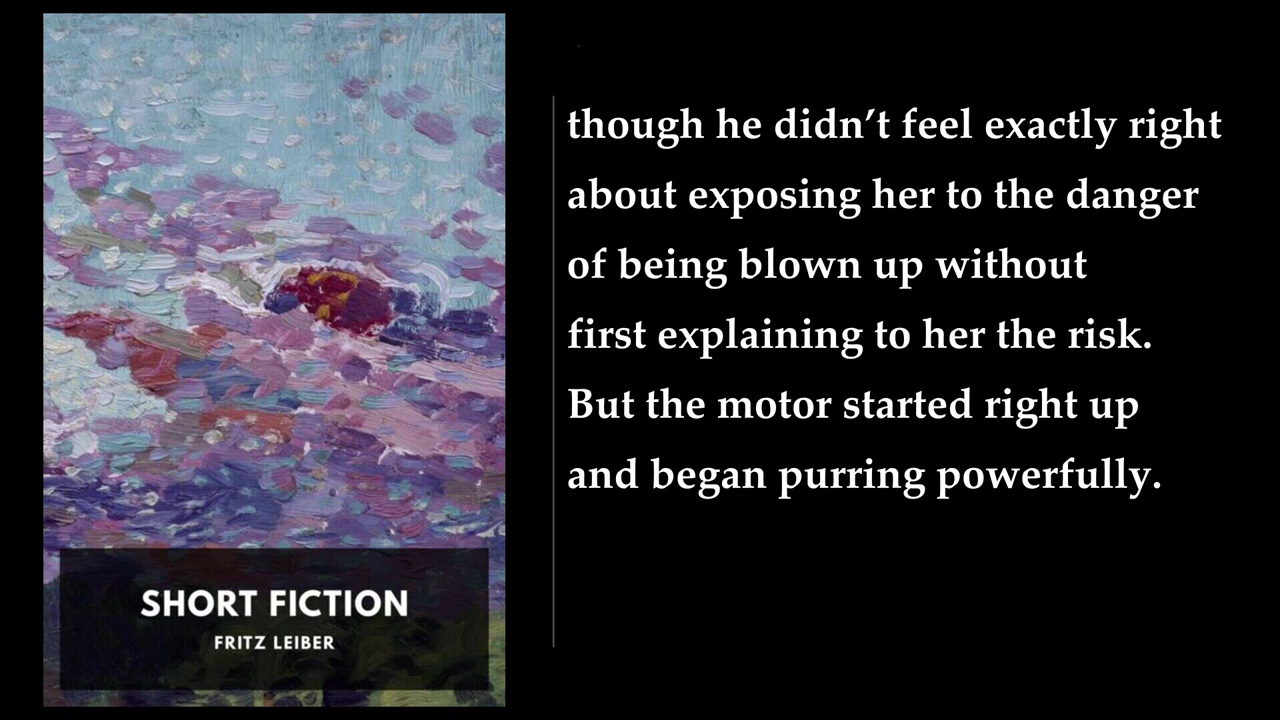 SHORT FICTION
FRITZ LEIBER
though he didn’t feel exactly right
about exposing her to the danger
of being blown up without
first explaining to her the risk.
But the motor started right up
and began purring powerfully.